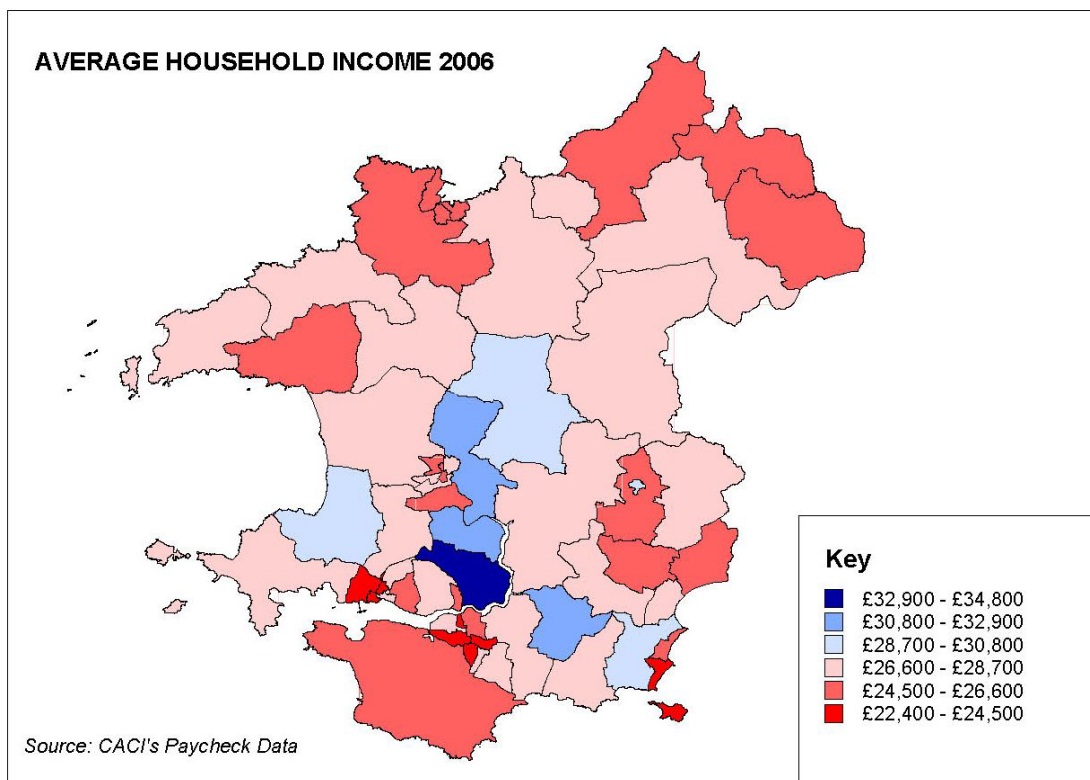 AVERAGE HOUSEHOLD INCOME 2006
Key
£32,900 - £34,800
£30,800 - £32,900
£28,700 - £30,800
£26,600 - £28,700
£24,500 - £26,600
£22,400 - £24,500
Source: CACI's Paycheck Data